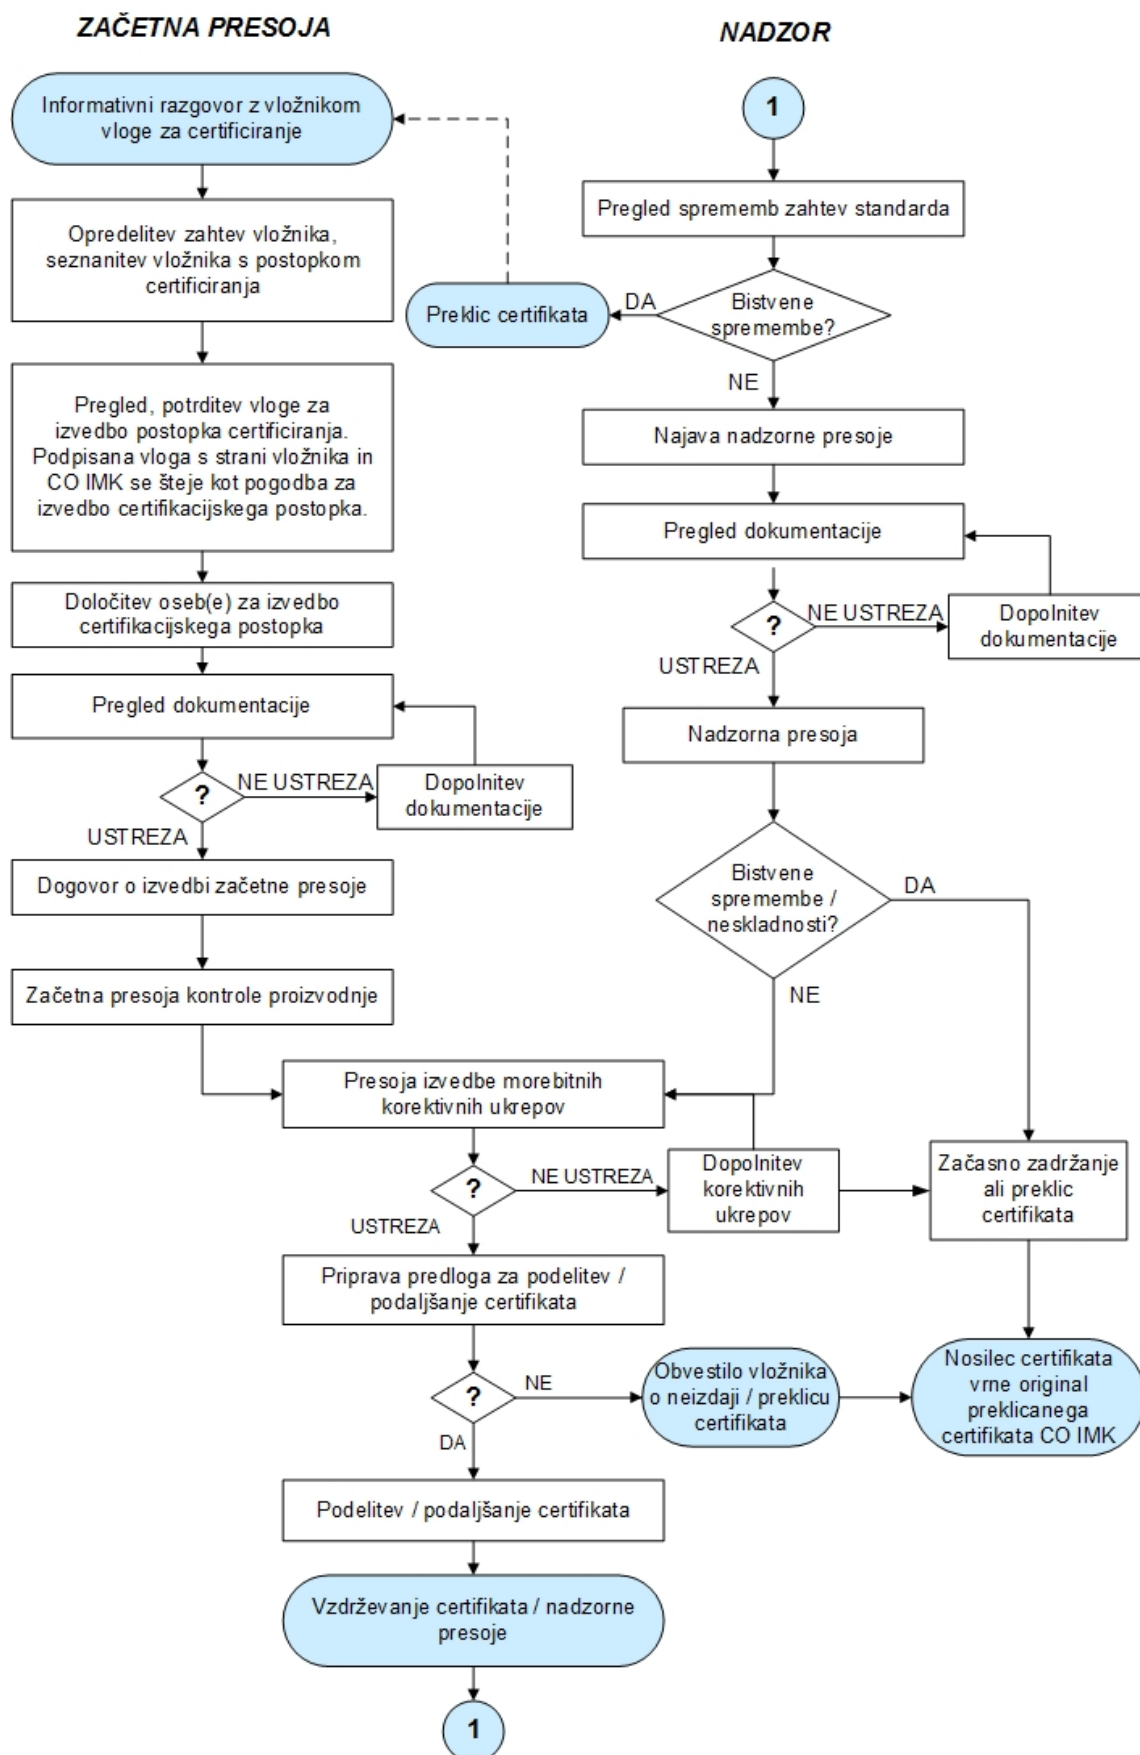 ZAČETNA PRESOJA
Informativni razgovor z vložnikom
vloge za certificiranje
Opredelitev zahtev vložnika,
seznanitev vložnika s postopkom
certificiranja
Pregled, potrditev vloge za
izvedbo postopka certificiranja.
Podpisana vloga s strani vložnika in
CO IMK se šteje kot pogodba za
izvedbo certifikacijskega postopka.
Določitev oseb(e) za izvedbo
certifikacijskega postopka
Pregled dokumentacije
?
NE USTREZA
Dopolnitev
dokumentacije
USTREZA
Dogovor o izvedbi začetne presoje
Začetna presoja kontrole proizvodnje
NADZOR
1
Pregled sprememb zahtev standarda
Bistvene
spremembe?
DA
Preklic certifikata
NE
Najava nadzorne presoje
Pregled dokumentacije
?
NE USTREZA
Dopolnitev
dokumentacije
USTREZA
Nadzorna presoja
Bistvene
spremembe /
neskladnosti?
DA
NE
Presoja izvedbe morebitnih
korektivnih ukrepov
?
NE USTREZA
Dopolnitev
korektivnih
ukrepov
Začasno zadržanje
ali preklic
certifikata
USTREZA
Priprava predloga za podelitev /
podaljšanje certifikata
?
NE
Obvestilo vložnika
o neizdaji / preklicu
certifikata
Nosilec certifikata
vrne original
preklicanega
certifikata CO IMK
DA
Podelitev / podaljšanje certifikata
Vzdrževanje certifikata / nadzorne
presoje
1